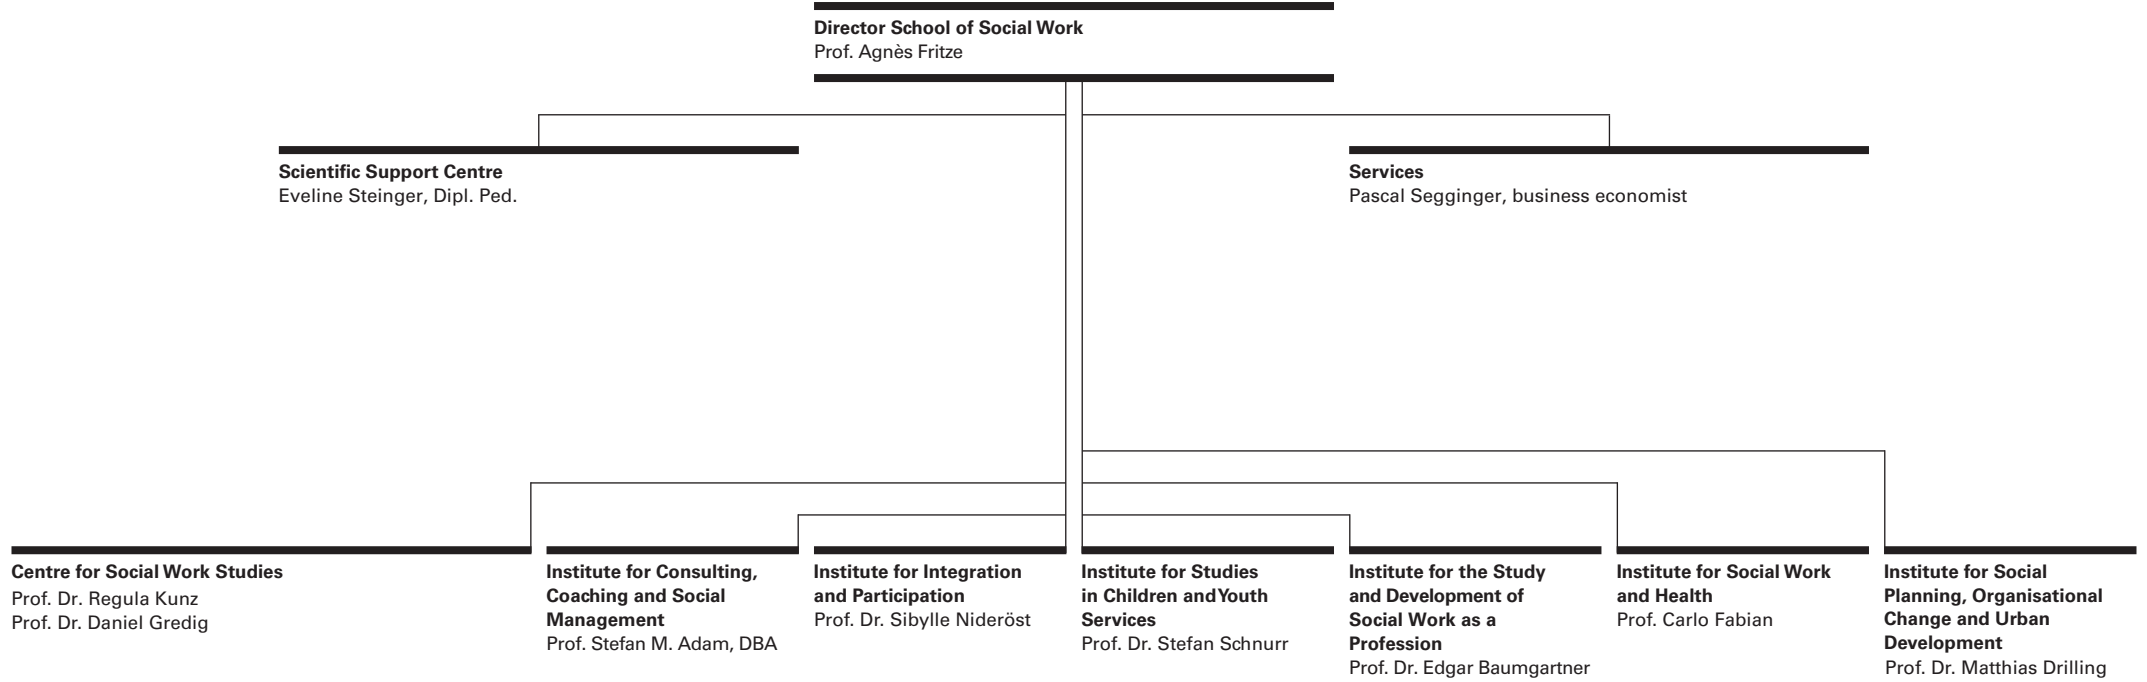 Director School of Social Work
Prof. Agnès Fritze
Scientific Support Centre
Eveline Steinger, Dipl. Ped.
Services
Pascal Segginger, business economist
Centre for Social Work Studies
Prof. Dr. Regula Kunz
Prof. Dr. Daniel Gredig
Institute for Consulting,
Coaching and Social
Management
Prof. Stefan M. Adam, DBA
Institute for Integration
and Participation
Prof. Dr. Sibylle Nideröst
Institute for Studies
in Children and Youth
Services
Prof. Dr. Stefan Schnurr
Institute for the Study
and Development of
Social Work as a
Profession
Prof. Dr. Edgar Baumgartner
Institute for Social Work
and Health
Prof. Carlo Fabian
Institute for Social
Planning, Organisational
Change and Urban
Development
Prof. Dr. Matthias Drilling